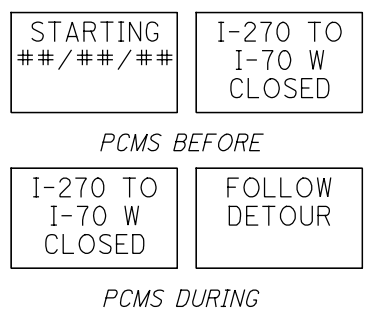 STARTING
##/##/##
I-270 TO
I-70 W
CLOSED
PCMS BEFORE
I-270 TO
I-70 W
CLOSED
FOLLOW
DETOUR
PCMS DURING